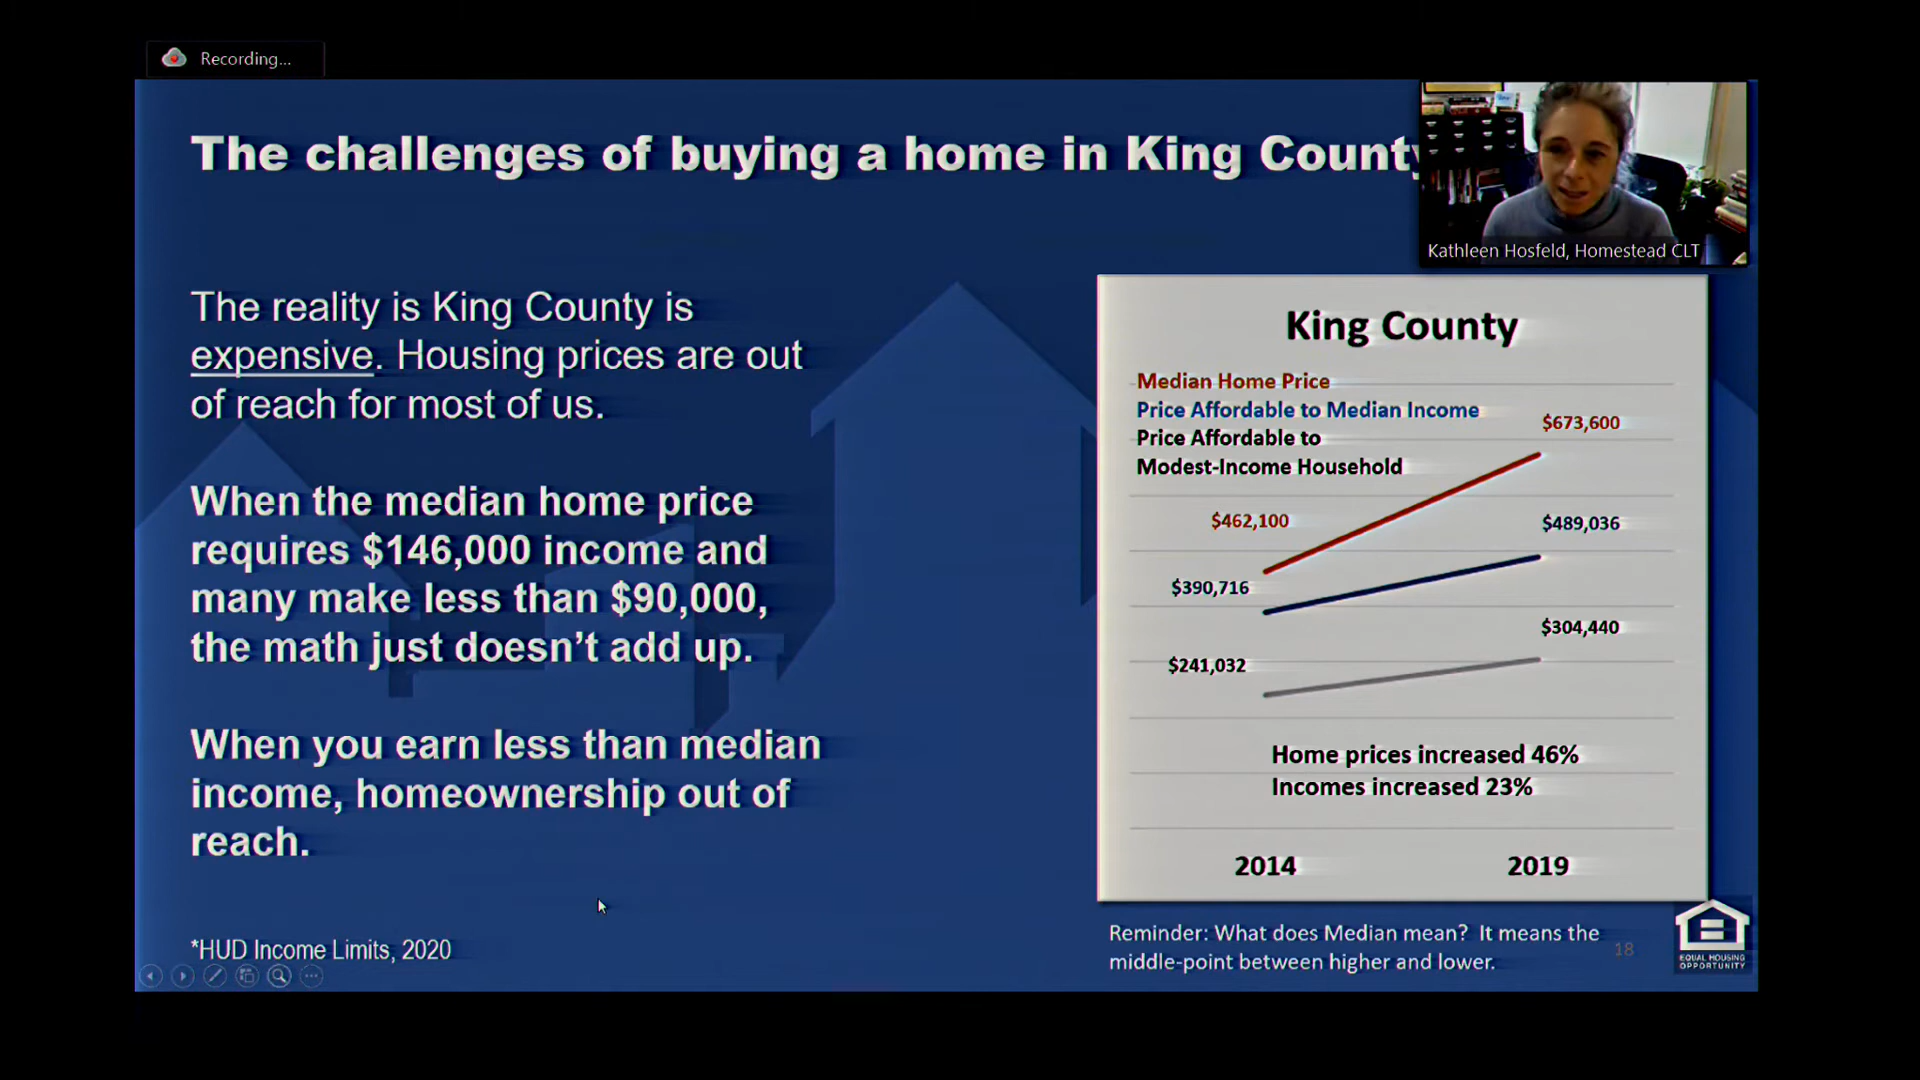 Recording...
The challenges of buying a home in King County
Kathleen Hosfeld, Homestead CLT
The reality is King County is
expensive. Housing prices are out
of reach for most of us.
When the median home price
requires $146,000 income and
many make less than $90,000,
the math just doesn’t add up.
When you earn less than median
income, homeownership out of
reach.
*HUD Income Limits, 2020
King County
Median Home Price
Price Affordable to Median Income
Price Affordable to
Modest-Income Household
$673,600
$462,100
$489,036
$390,716
$304,440
$241,032
Home prices increased 46%
Incomes increased 23%
2014 2019
Reminder: What does Median mean? It means the
middle-point between higher and lower.
18
EQUAL HOUSING
OPPORTUNITY